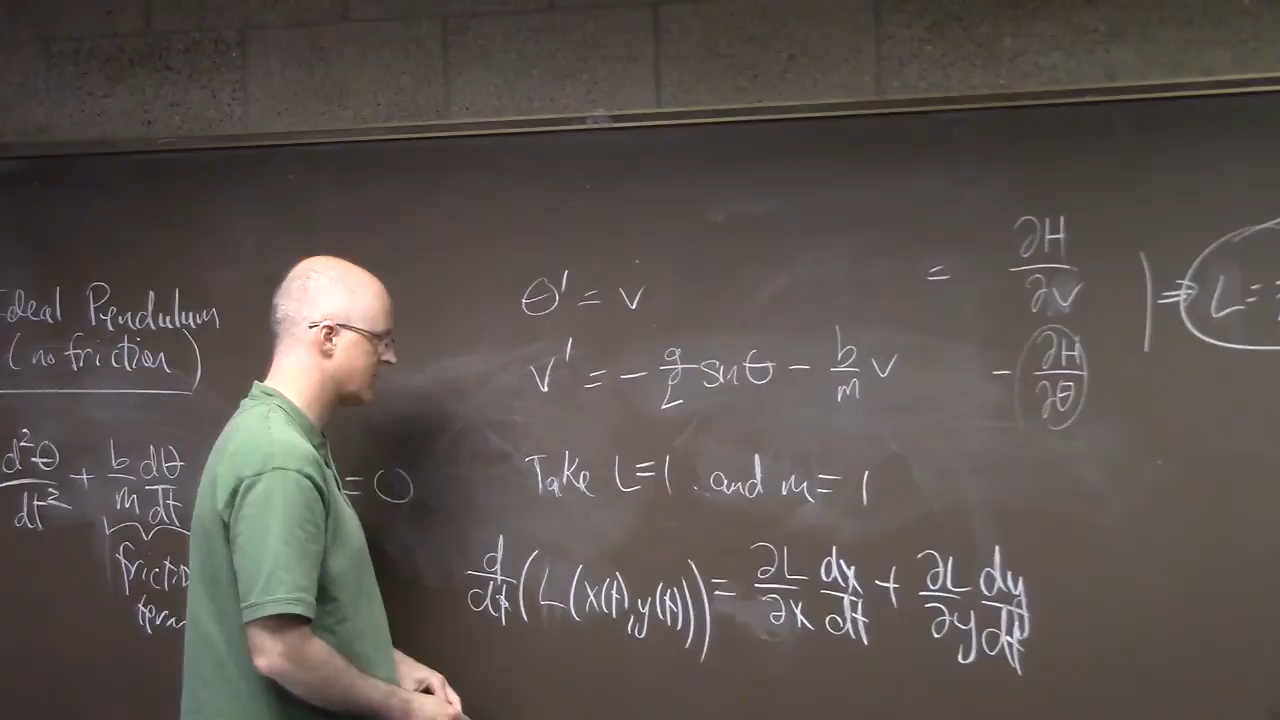 Ideal Pendulum
(no friction)
d²θ/dt² + b/m dθ/dt = 0
friction
term
θ' = v
v' = - g/L sinθ - b/m v
Take L=1 . and m=1
d/dt(L(x(t),y(t))) = ∂L/∂x dx/dt + ∂L/∂y dy/dt
= ∂H/∂v
- ∂H/∂θ
⇒ L=